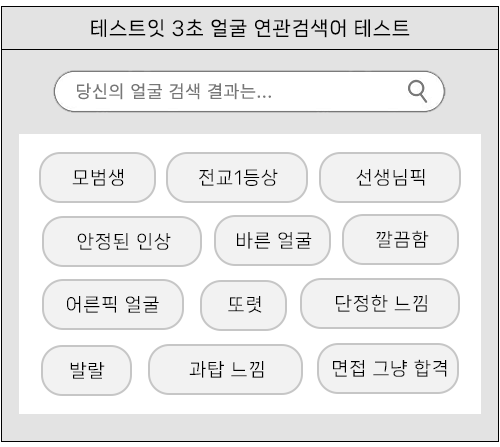 테스트잇 3초 얼굴 연관검색어 테스트
당신의 얼굴 검색 결과는...
모범생 전교1등상 선생님픽
안정된 인상 바른 얼굴 깔끔함
어른픽 얼굴 또렷 단정한 느낌
발랄 과탑 느낌 면접 그냥 합격